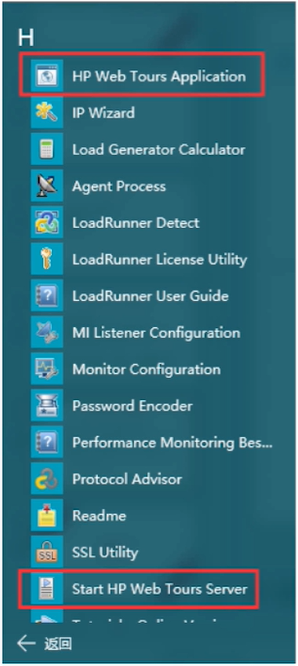 H
HP Web Tours Application
IP Wizard
Load Generator Calculator
Agent Process
LoadRunner Detect
LoadRunner License Utility
LoadRunner User Guide
MI Listener Configuration
Monitor Configuration
Password Encoder
Performance Monitoring Bes...
Protocol Advisor
Readme
SSL
SSL Utility
Start HP Web Tours Server
返回